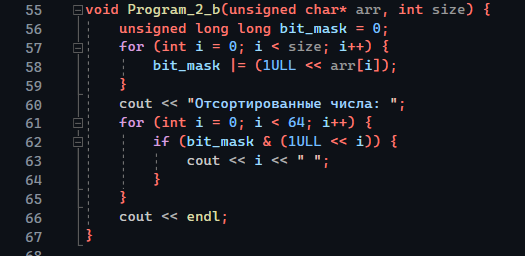 55 void Program_2_b(unsigned char* arr, int size) {
56 unsigned long long bit_mask = 0;
57 for (int i = 0; i < size; i++) {
58 bit_mask |= (1ULL << arr[i]);
59 }
60 cout << "Отсортированные числа: ";
61 for (int i = 0; i < 64; i++) {
62 if (bit_mask & (1ULL << i)) {
63 cout << i << " ";
64 }
65 }
66 cout << endl;
67 }
68